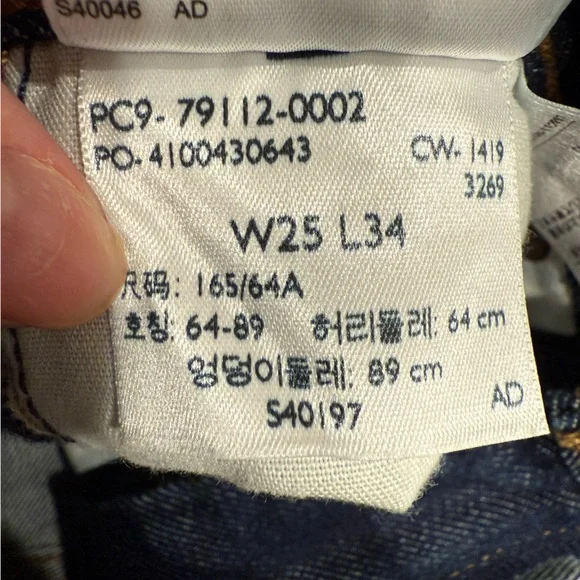 S40046 AD
PC9-79112-0002
PO-4100430643 CW-1419
3269
W25 L34
尺码: 165/64A
호칭: 64-89 허리둘레: 64 cm
엉덩이둘레: 89 cm
S40197 AD